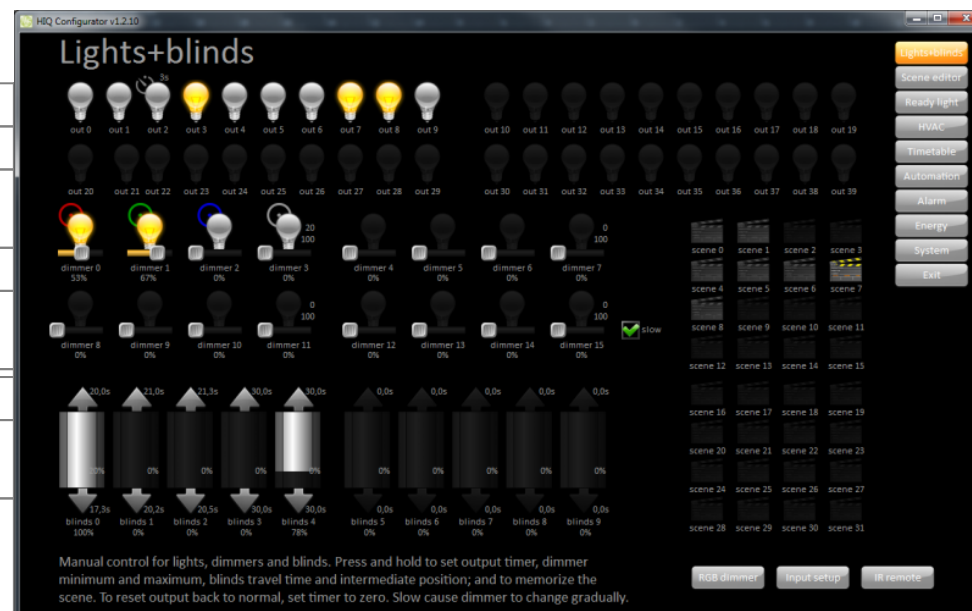 HIQ Configurator v1.2.10
Lights+blinds
3s
out 0 out 1 out 2 out 3 out 4 out 5 out 6 out 7 out 8 out 9 out 10 out 11 out 12 out 13 out 14 out 15 out 16 out 17 out 18 out 19
out 20 out 21 out 22 out 23 out 24 out 25 out 26 out 27 out 28 out 29 out 30 out 31 out 32 out 33 out 34 out 35 out 36 out 37 out 38 out 39
20 0
100 100
dimmer 0 dimmer 1 dimmer 2 dimmer 3 dimmer 4 dimmer 5 dimmer 6 dimmer 7
53% 67% 0% 0% 0% 0% 0% 0%
0 0
100 100
dimmer 8 dimmer 9 dimmer 10 dimmer 11 dimmer 12 dimmer 13 dimmer 14 dimmer 15
0% 0% 0% 0% 0% 0% 0% 0%
slow
20,0s 21,0s 21,3s 30,0s 30,0s 0,0s 0,0s 0,0s 0,0s 0,0s
0% 0% 0% 0% 0% 0% 0% 0% 0%
17,3s 20,2s 20,5s 30,0s 30,0s 0,0s 0,0s 0,0s 0,0s 0,0s
blinds 0 blinds 1 blinds 2 blinds 3 blinds 4 blinds 5 blinds 6 blinds 7 blinds 8 blinds 9
100% 0% 0% 0% 78% 0% 0% 0% 0% 0%
scene 0 scene 1 scene 2 scene 3
scene 4 scene 5 scene 6 scene 7
scene 8 scene 9 scene 10 scene 11
scene 12 scene 13 scene 14 scene 15
scene 16 scene 17 scene 18 scene 19
scene 20 scene 21 scene 22 scene 23
scene 24 scene 25 scene 26 scene 27
scene 28 scene 29 scene 30 scene 31
Lights+blinds
Scene editor
Ready light
HVAC
Timetable
Automation
Alarm
Energy
System
Exit
Manual control for lights, dimmers and blinds. Press and hold to set output timer, dimmer
minimum and maximum, blinds travel time and intermediate position; and to memorize the
scene. To reset output back to normal, set timer to zero. Slow cause dimmer to change gradually.
RGB dimmer Input setup IR remote